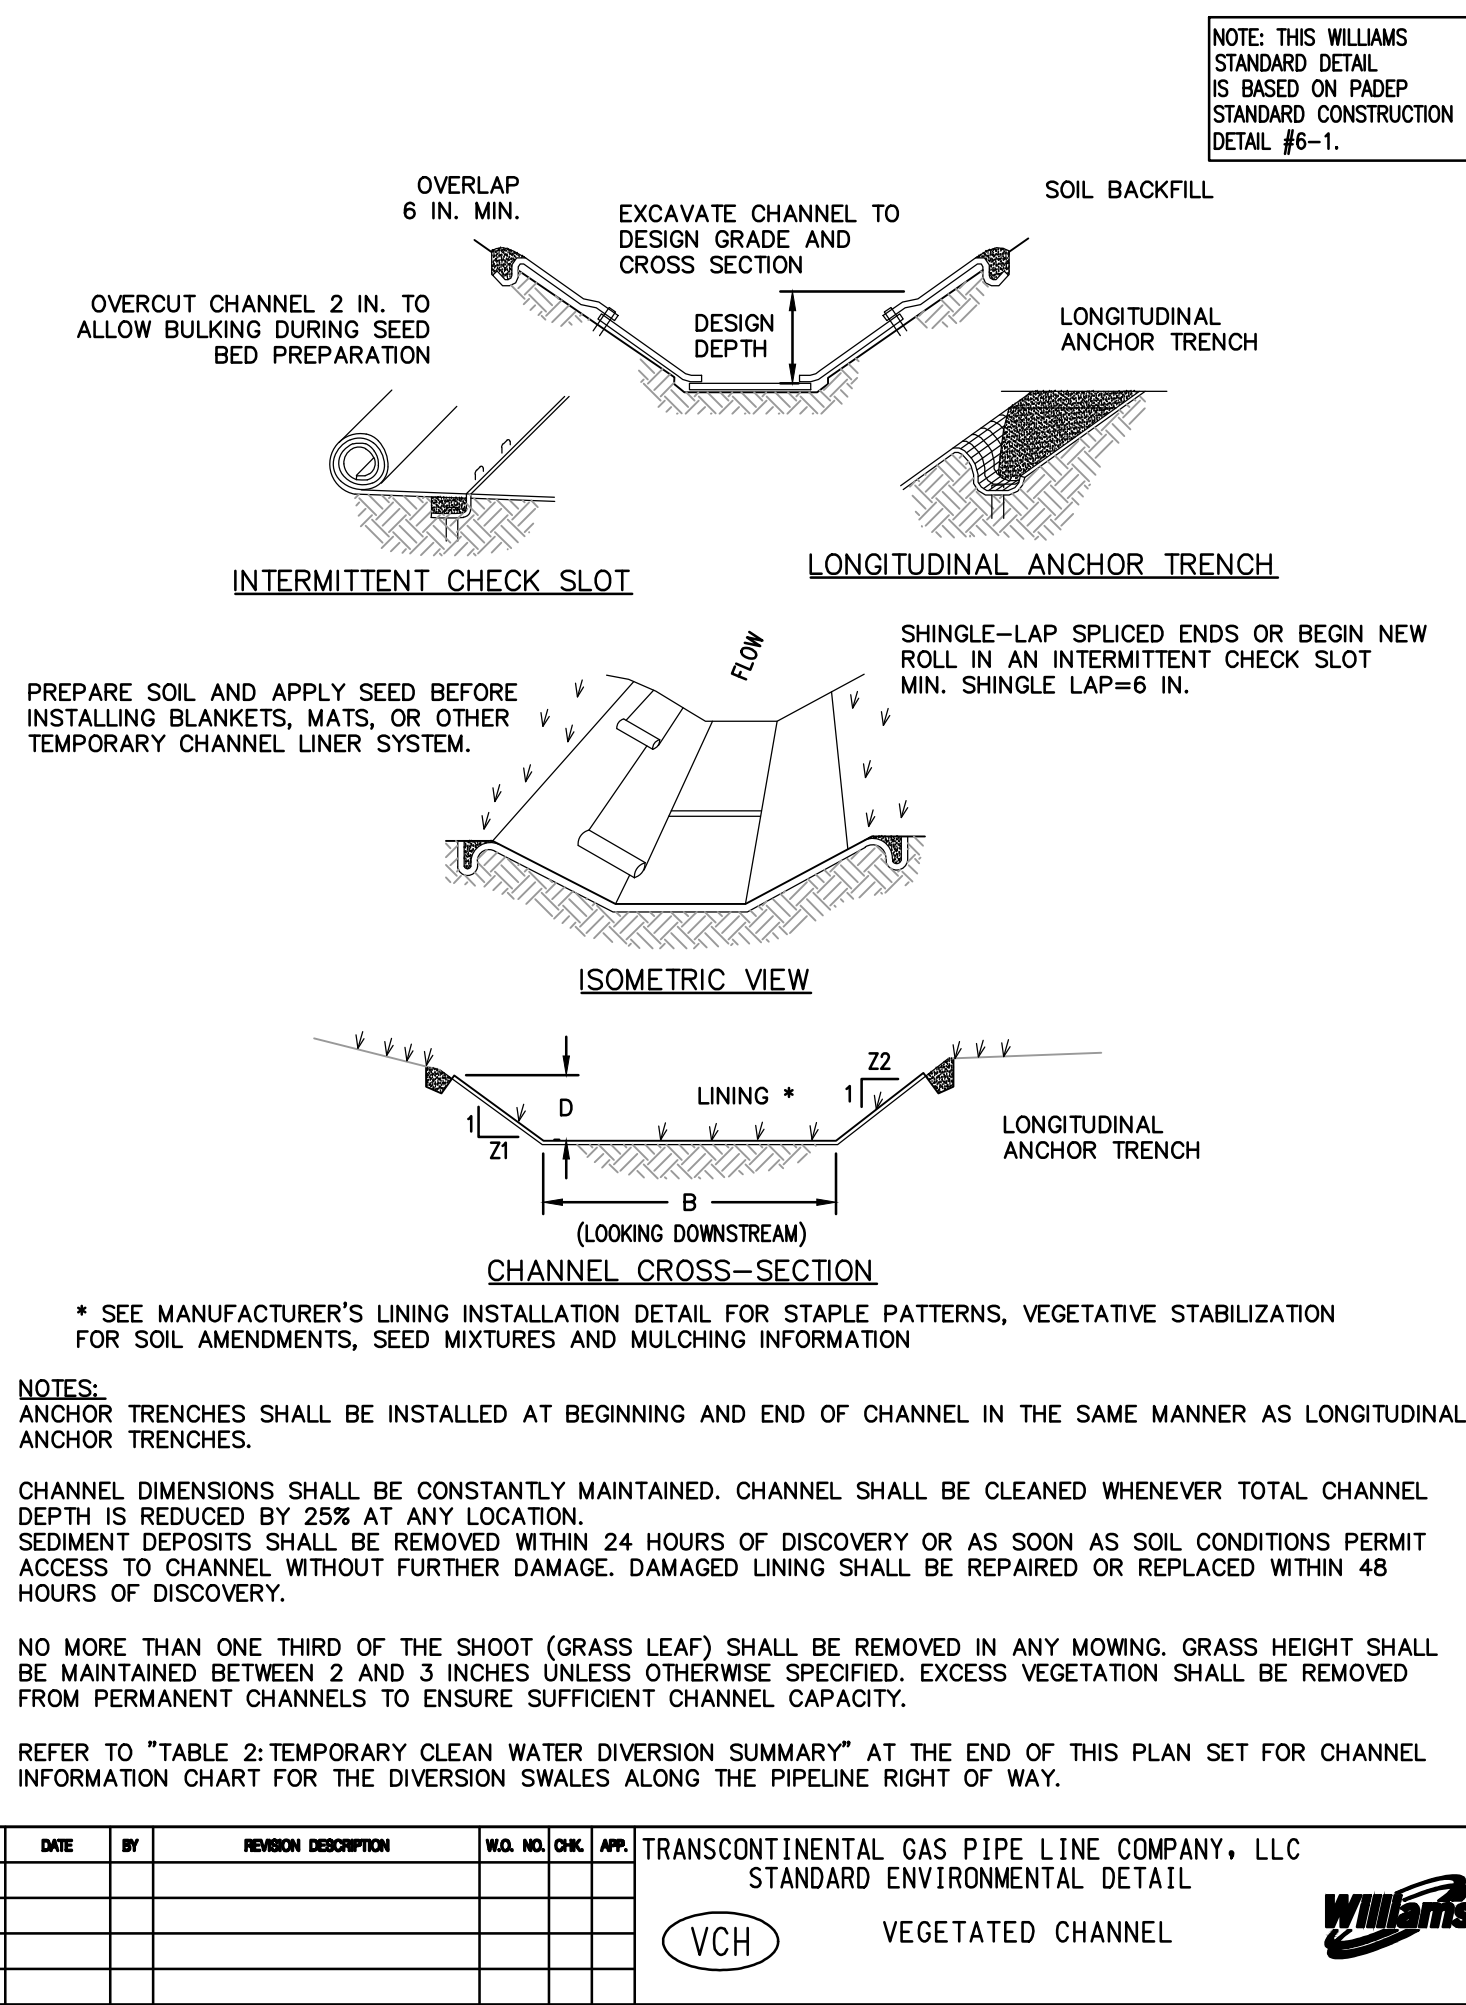 NOTE: THIS WILLIAMS
STANDARD DETAIL
IS BASED ON PADEP
STANDARD CONSTRUCTION
DETAIL #6-1.
OVERLAP
6 IN. MIN.
EXCAVATE CHANNEL TO
DESIGN GRADE AND
CROSS SECTION
SOIL BACKFILL
OVERCUT CHANNEL 2 IN. TO
ALLOW BULKING DURING SEED
BED PREPARATION
DESIGN
DEPTH
LONGITUDINAL
ANCHOR TRENCH
INTERMITTENT CHECK SLOT
LONGITUDINAL ANCHOR TRENCH
FLOW
SHINGLE-LAP SPLICED ENDS OR BEGIN NEW
ROLL IN AN INTERMITTENT CHECK SLOT
MIN. SHINGLE LAP=6 IN.
PREPARE SOIL AND APPLY SEED BEFORE
INSTALLING BLANKETS, MATS, OR OTHER
TEMPORARY CHANNEL LINER SYSTEM.
ISOMETRIC VIEW
1
Z1
D
LINING *
1
Z2
LONGITUDINAL
ANCHOR TRENCH
B
(LOOKING DOWNSTREAM)
CHANNEL CROSS-SECTION
* SEE MANUFACTURER'S LINING INSTALLATION DETAIL FOR STAPLE PATTERNS, VEGETATIVE STABILIZATION
FOR SOIL AMENDMENTS, SEED MIXTURES AND MULCHING INFORMATION
NOTES:
ANCHOR TRENCHES SHALL BE INSTALLED AT BEGINNING AND END OF CHANNEL IN THE SAME MANNER AS LONGITUDINAL
ANCHOR TRENCHES.
CHANNEL DIMENSIONS SHALL BE CONSTANTLY MAINTAINED. CHANNEL SHALL BE CLEANED WHENEVER TOTAL CHANNEL
DEPTH IS REDUCED BY 25% AT ANY LOCATION.
SEDIMENT DEPOSITS SHALL BE REMOVED WITHIN 24 HOURS OF DISCOVERY OR AS SOON AS SOIL CONDITIONS PERMIT
ACCESS TO CHANNEL WITHOUT FURTHER DAMAGE. DAMAGED LINING SHALL BE REPAIRED OR REPLACED WITHIN 48
HOURS OF DISCOVERY.
NO MORE THAN ONE THIRD OF THE SHOOT (GRASS LEAF) SHALL BE REMOVED IN ANY MOWING. GRASS HEIGHT SHALL
BE MAINTAINED BETWEEN 2 AND 3 INCHES UNLESS OTHERWISE SPECIFIED. EXCESS VEGETATION SHALL BE REMOVED
FROM PERMANENT CHANNELS TO ENSURE SUFFICIENT CHANNEL CAPACITY.
REFER TO "TABLE 2: TEMPORARY CLEAN WATER DIVERSION SUMMARY" AT THE END OF THIS PLAN SET FOR CHANNEL
INFORMATION CHART FOR THE DIVERSION SWALES ALONG THE PIPELINE RIGHT OF WAY.
DATE BY REVISION DESCRIPTION W.O. NO. CHK. APP.
TRANSCONTINENTAL GAS PIPE LINE COMPANY, LLC
STANDARD ENVIRONMENTAL DETAIL
VCH
VEGETATED CHANNEL
Williams